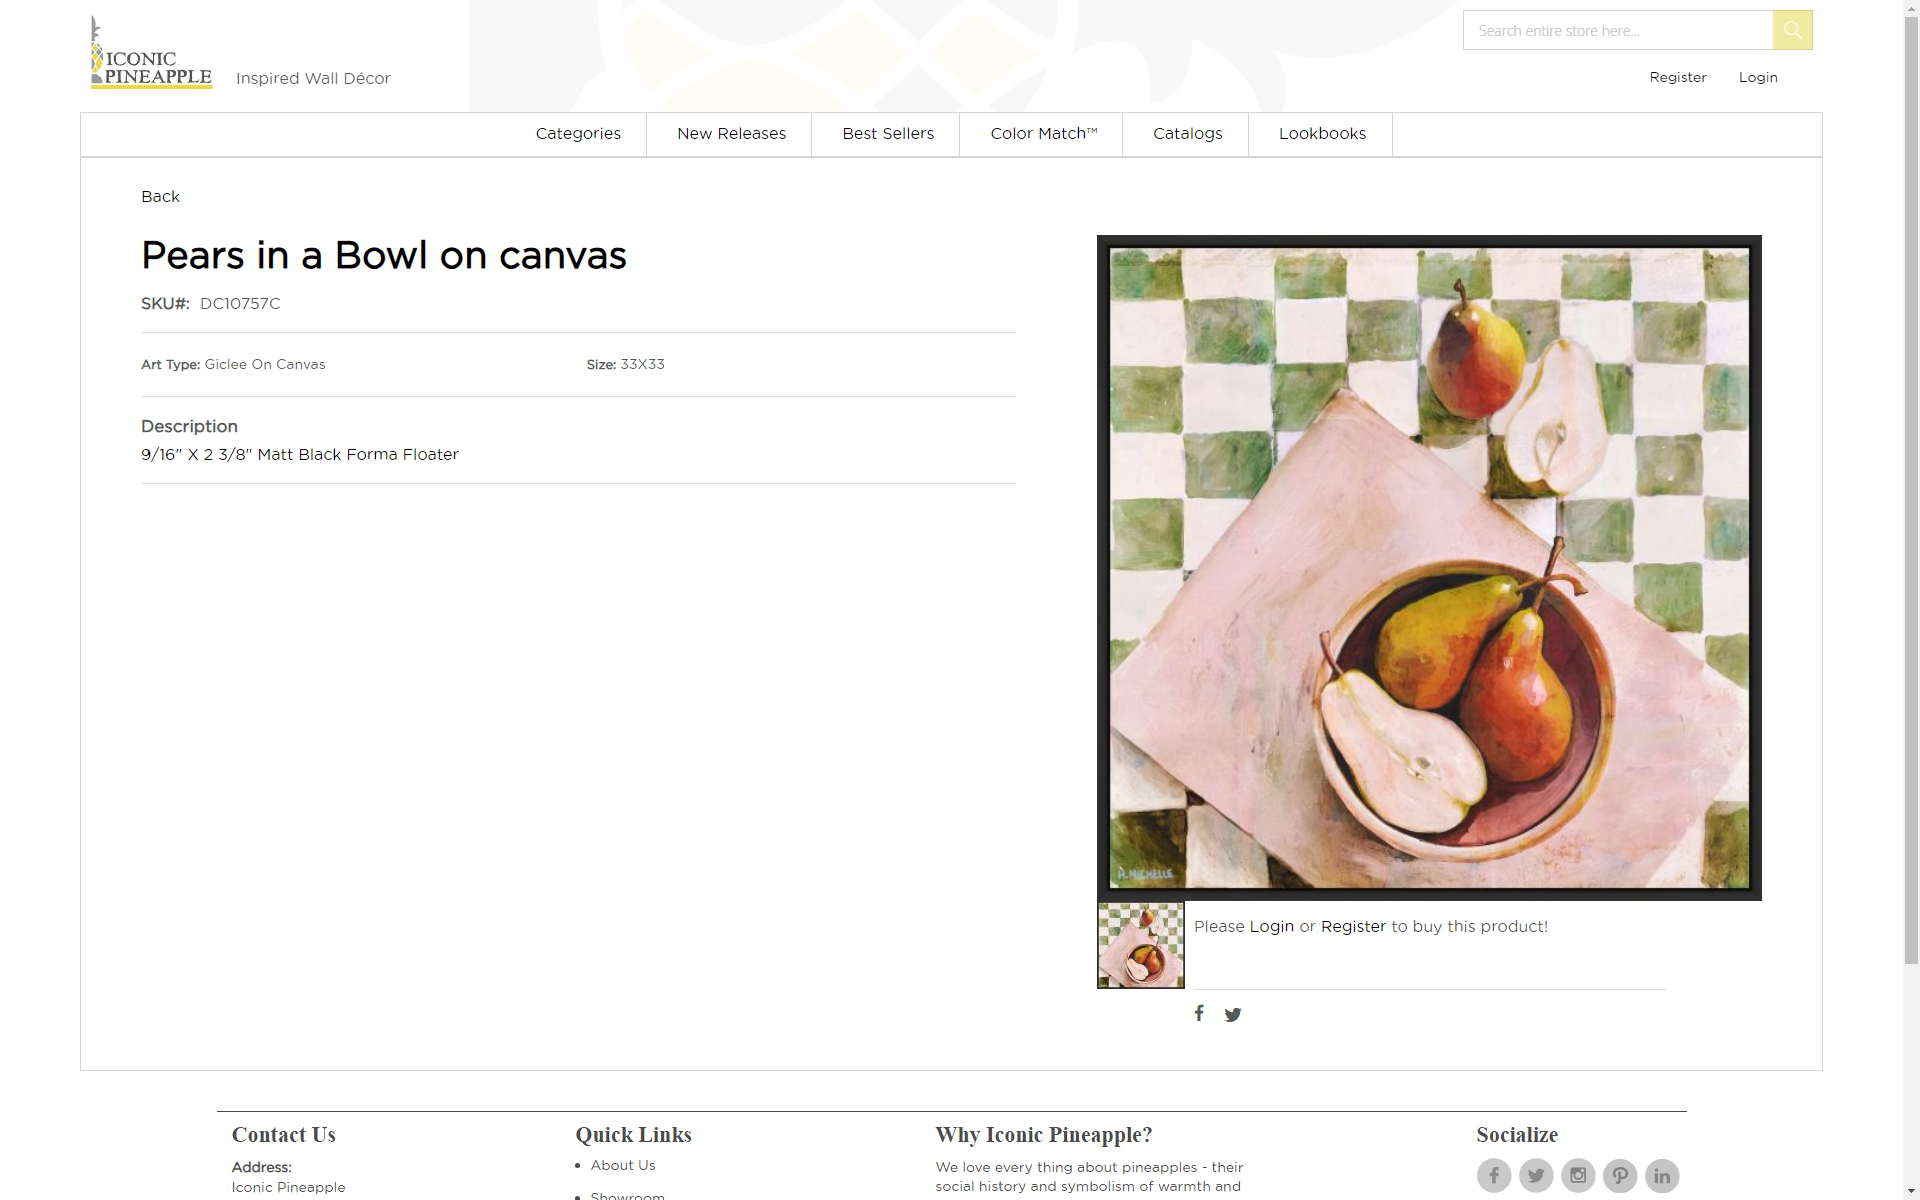 ICONIC
PINEAPPLE
Inspired Wall Décor
Search entire store here...
Register
Login
Categories
New Releases
Best Sellers
Color Match™
Catalogs
Lookbooks
Back
Pears in a Bowl on canvas
SKU#: DC10757C
Art Type: Giclee On Canvas
Size: 33X33
Description
9/16" X 2 3/8" Matt Black Forma Floater
A.MICHELLE
Please Login or Register to buy this product!
Contact Us
Address:
Iconic Pineapple
Quick Links
About Us
Showroom
Why Iconic Pineapple?
We love every thing about pineapples - their
social history and symbolism of warmth and
Socialize